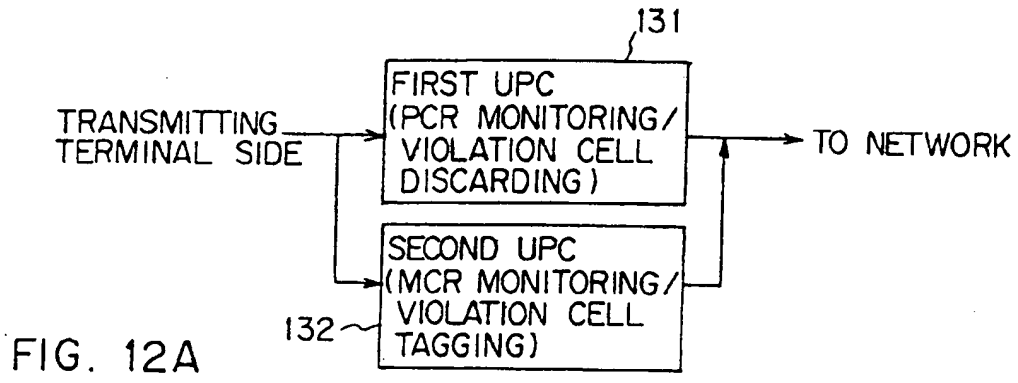 131
FIRST UPC
(PCR MONITORING/
VIOLATION CELL
DISCARDING)
TRANSMITTING
TERMINAL SIDE
TO NETWORK
SECOND UPC
(MCR MONITORING/
VIOLATION CELL
TAGGING)
132
FIG. 12A